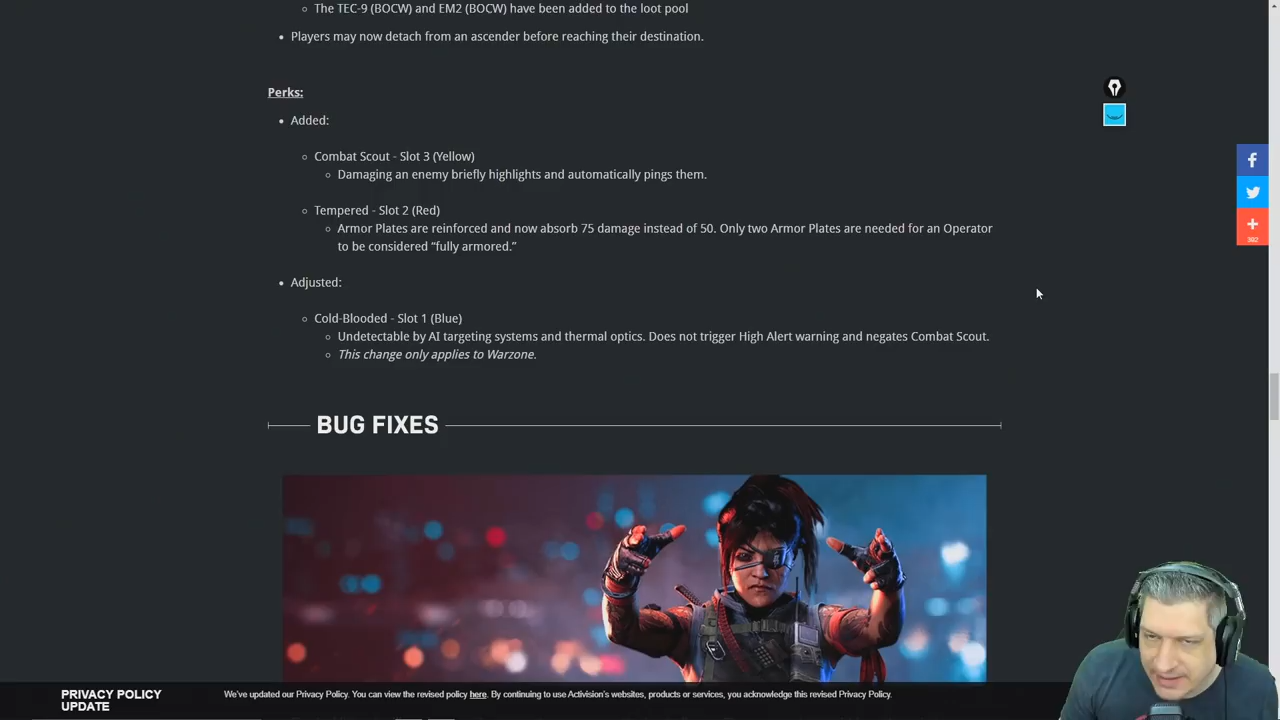 The TEC-9 (BOCW) and EM2 (BOCW) have been added to the loot pool
Players may now detach from an ascender before reaching their destination.
Perks:
Added:
Combat Scout - Slot 3 (Yellow)
Damaging an enemy briefly highlights and automatically pings them.
Tempered - Slot 2 (Red)
Armor Plates are reinforced and now absorb 75 damage instead of 50. Only two Armor Plates are needed for an Operator
to be considered “fully armored.”
Adjusted:
Cold-Blooded - Slot 1 (Blue)
Undetectable by AI targeting systems and thermal optics. Does not trigger High Alert warning and negates Combat Scout.
This change only applies to Warzone.
BUG FIXES
392
PRIVACY POLICY
UPDATE
We've updated our Privacy Policy. You can view the revised policy here. By continuing to use Activision's websites, products or services, you acknowledge this revised Privacy Policy.